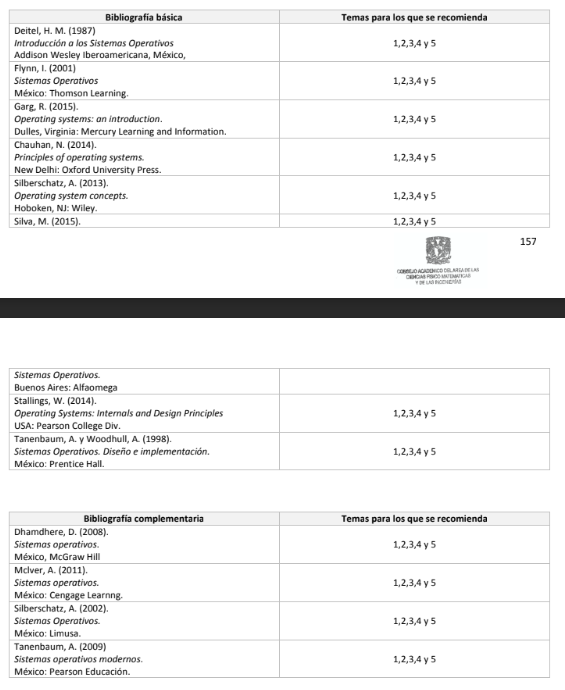 Bibliografía básica
Temas para los que se recomienda
Deitel, H. M. (1987)
Introducción a los Sistemas Operativos
Addison Wesley Iberoamericana, México,
1,2,3,4 y 5
Flynn, I. (2001)
Sistemas Operativos
México: Thomson Learning.
1,2,3,4 y 5
Garg, R. (2015).
Operating systems: an introduction.
Dulles, Virginia: Mercury Learning and Information.
1,2,3,4 y 5
Chauhan, N. (2014).
Principles of operating systems.
New Delhi: Oxford University Press.
1,2,3,4 y 5
Silberschatz, A. (2013).
Operating system concepts.
Hoboken, NJ: Wiley.
1,2,3,4 y 5
Silva, M. (2015).
1,2,3,4 y 5
157
CONSEJO ACADÉMICO DEL ÁREA DE LAS
CIENCIAS FÍSICO MATEMÁTICAS
Y DE LAS INGENIERÍAS
Sistemas Operativos.
Buenos Aires: Alfaomega
Stallings, W. (2014).
Operating Systems: Internals and Design Principles
USA: Pearson College Div.
1,2,3,4 y 5
Tanenbaum, A. y Woodhull, A. (1998).
Sistemas Operativos. Diseño e implementación.
México: Prentice Hall.
1,2,3,4 y 5
Bibliografía complementaria
Temas para los que se recomienda
Dhamdhere, D. (2008).
Sistemas operativos.
México, McGraw Hill
1,2,3,4 y 5
McIver, A. (2011).
Sistemas operativos.
México: Cengage Learnng.
1,2,3,4 y 5
Silberschatz, A. (2002).
Sistemas Operativos.
México: Limusa.
1,2,3,4 y 5
Tanenbaum, A. (2009)
Sistemas operativos modernos.
México: Pearson Educación.
1,2,3,4 y 5